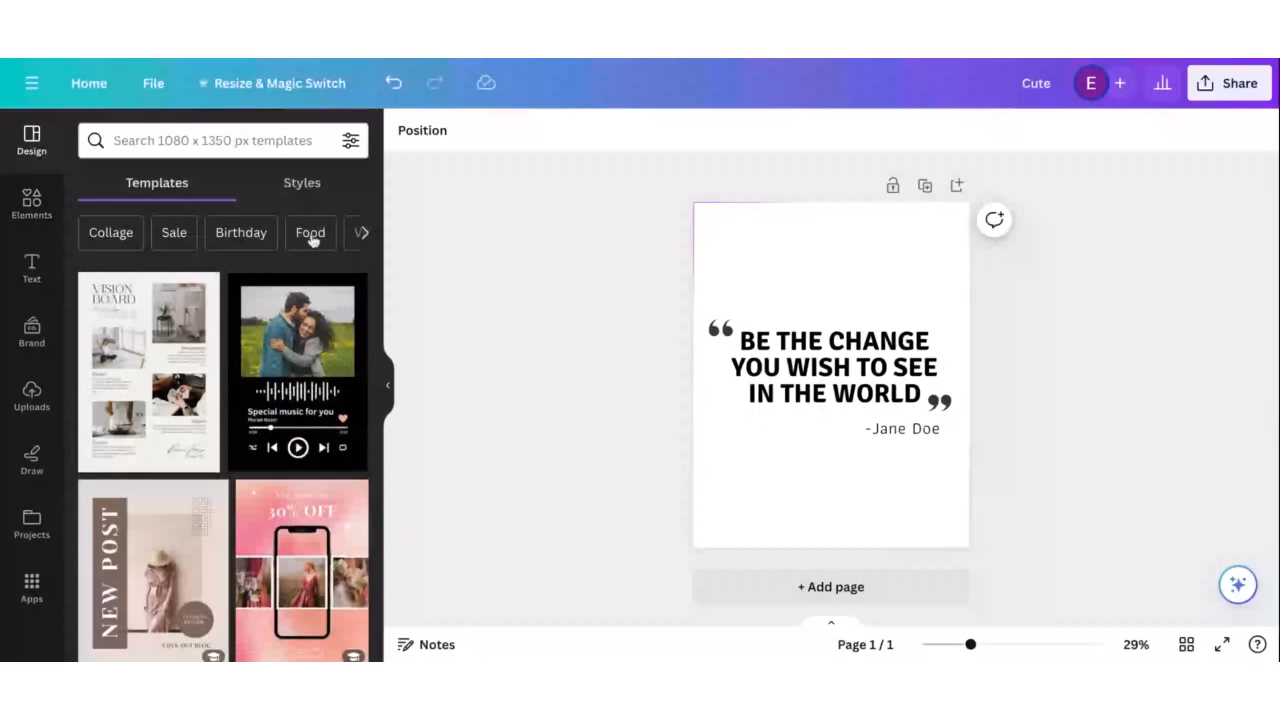 Home
File
Resize & Magic Switch
Cute
E
+
Share
Design
Elements
Text
Brand
Uploads
Draw
Projects
Apps
Search 1080 x 1350 px templates
Templates
Styles
Collage
Sale
Birthday
Food
VISION
BOARD
Special music for you
NEW POST
30% OFF
Position
“ BE THE CHANGE
YOU WISH TO SEE
IN THE WORLD ”
-Jane Doe
+ Add page
Notes
Page 1 / 1
29%